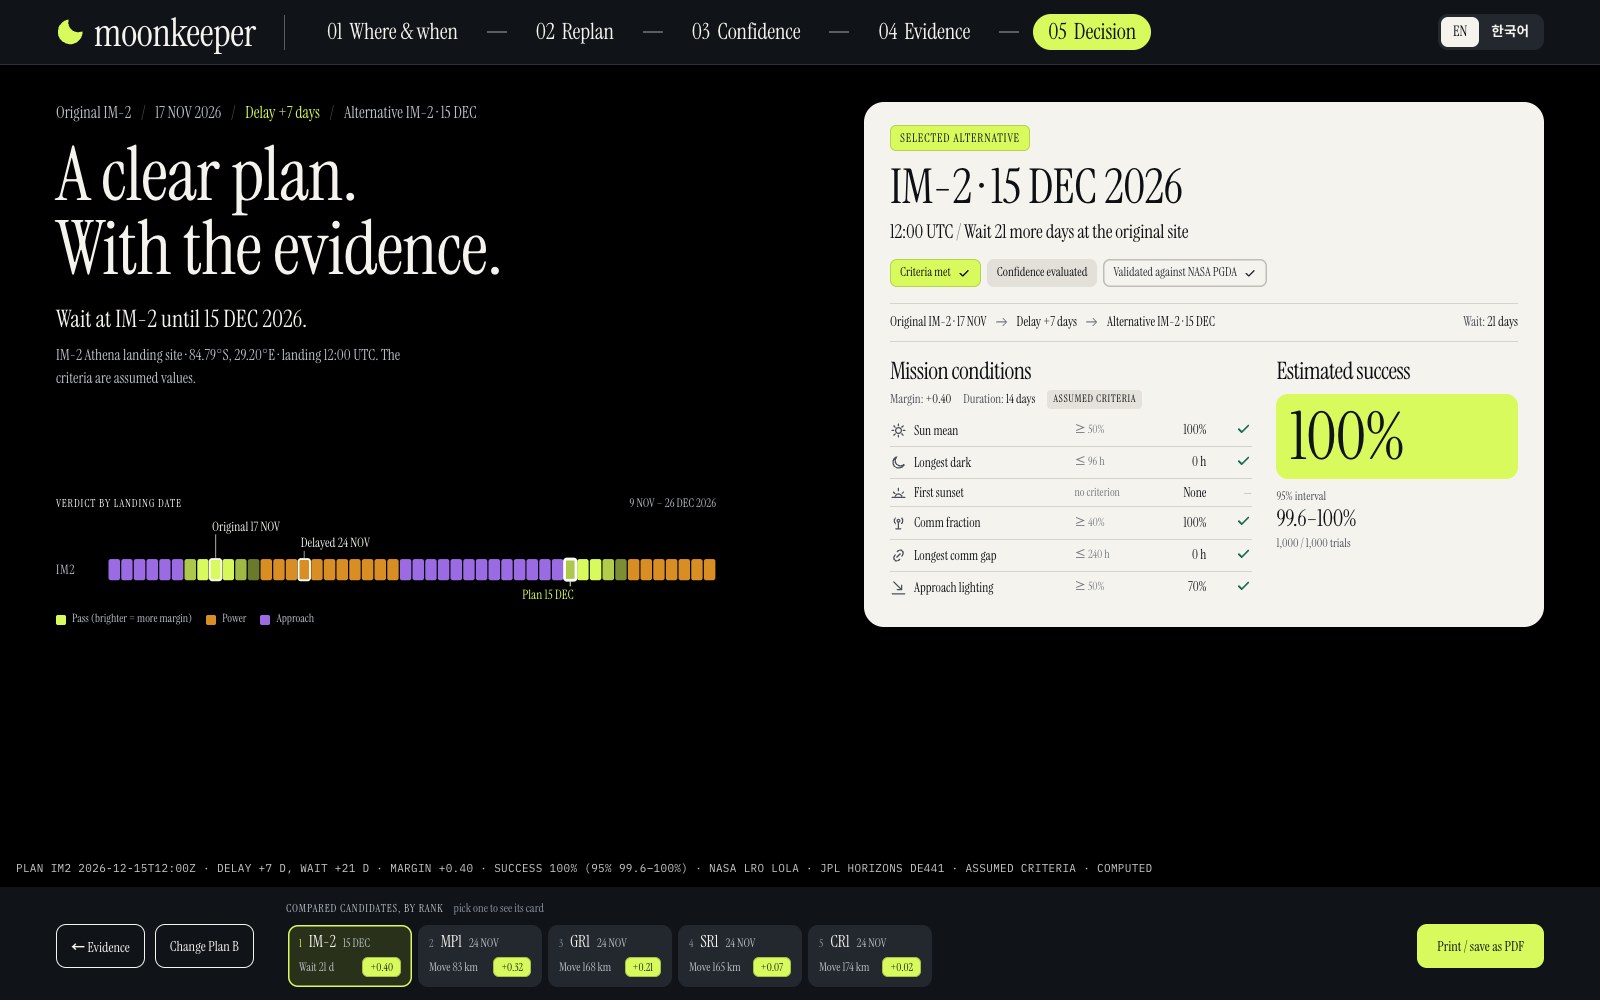 moonkeeper
01 Where & when — 02 Replan — 03 Confidence — 04 Evidence — 05 Decision
EN 한국어
Original IM-2 / 17 NOV 2026 / Delay +7 days / Alternative IM-2 · 15 DEC
A clear plan.
With the evidence.
Wait at IM-2 until 15 DEC 2026.
IM-2 Athena landing site · 84.79°S, 29.20°E · landing 12:00 UTC. The
criteria are assumed values.
VERDICT BY LANDING DATE
9 NOV – 26 DEC 2026
Original 17 NOV
Delayed 24 NOV
IM2
Plan 15 DEC
Pass (brighter = more margin) Power Approach
SELECTED ALTERNATIVE
IM-2 · 15 DEC 2026
12:00 UTC / Wait 21 more days at the original site
Criteria met ✓ Confidence evaluated Validated against NASA PGDA ✓
Original IM-2 · 17 NOV → Delay +7 days → Alternative IM-2 · 15 DEC Wait: 21 days
Mission conditions
Margin: +0.40 Duration: 14 days ASSUMED CRITERIA
Sun mean ≥ 50% 100% ✓
Longest dark ≤ 96 h 0 h ✓
First sunset no criterion None –
Comm fraction ≥ 40% 100% ✓
Longest comm gap ≤ 240 h 0 h ✓
Approach lighting ≥ 50% 70% ✓
Estimated success
100%
95% interval
99.6–100%
1,000 / 1,000 trials
PLAN IM2 2026-12-15T12:00Z · DELAY +7 D, WAIT +21 D · MARGIN +0.40 · SUCCESS 100% (95% 99.6–100%) · NASA LRO LOLA · JPL HORIZONS DE441 · ASSUMED CRITERIA · COMPUTED
← Evidence
Change Plan B
COMPARED CANDIDATES, BY RANK pick one to see its card
1 IM-2 15 DEC
Wait 21 d +0.40
2 MP1 24 NOV
Move 83 km +0.32
3 GR1 24 NOV
Move 168 km +0.21
4 SR1 24 NOV
Move 165 km +0.07
5 CR1 24 NOV
Move 174 km +0.02
Print / save as PDF